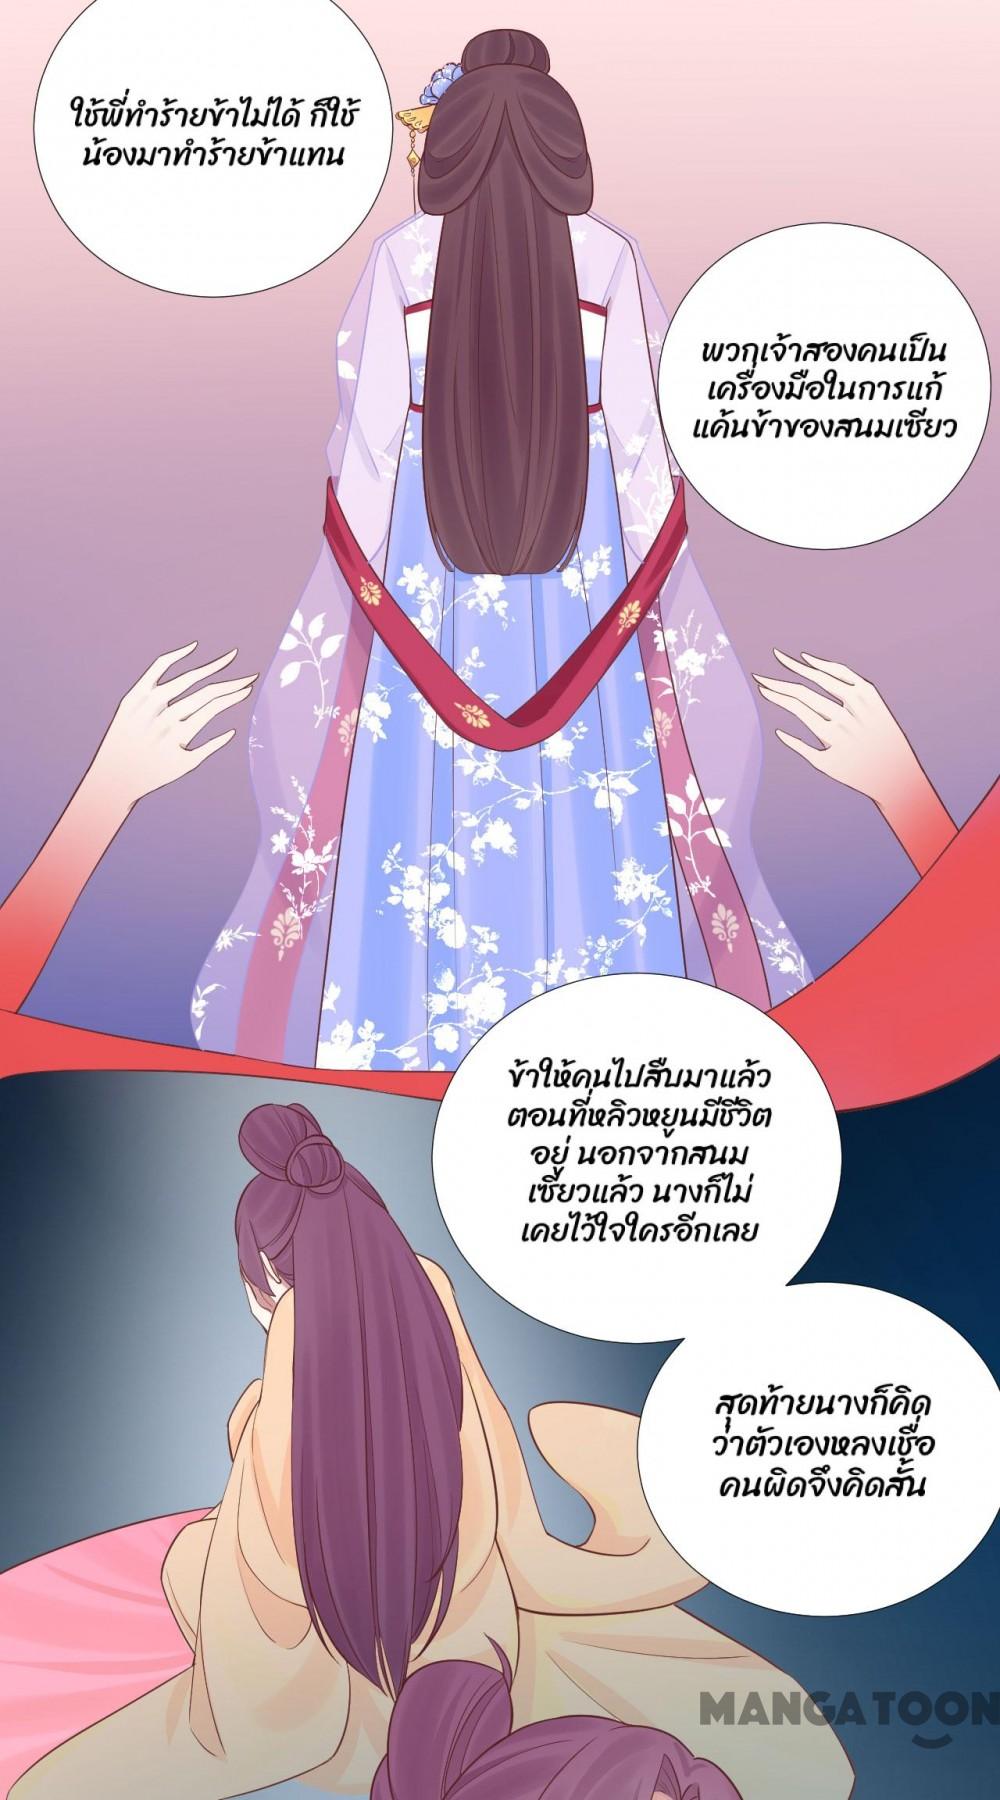 ใช้พี่ทำร้ายข้าไม่ได้ ก็ใช้
น้องมาทำร้ายข้าแทน
พวกเจ้าสองคนเป็น
เครื่องมือในการแก้
แค้นข้าของสนมเซียว
ข้าให้คนไปสืบมาแล้ว
ตอนที่หลิวหยูนมีชีวิต
อยู่ นอกจากสนม
เซียวแล้ว นางก็ไม่
เคยไว้ใจใครอีกเลย
สุดท้ายนางก็คิด
ว่าตัวเองหลงเชื่อ
คนผิดจึงคิดสั้น
MANGATOON